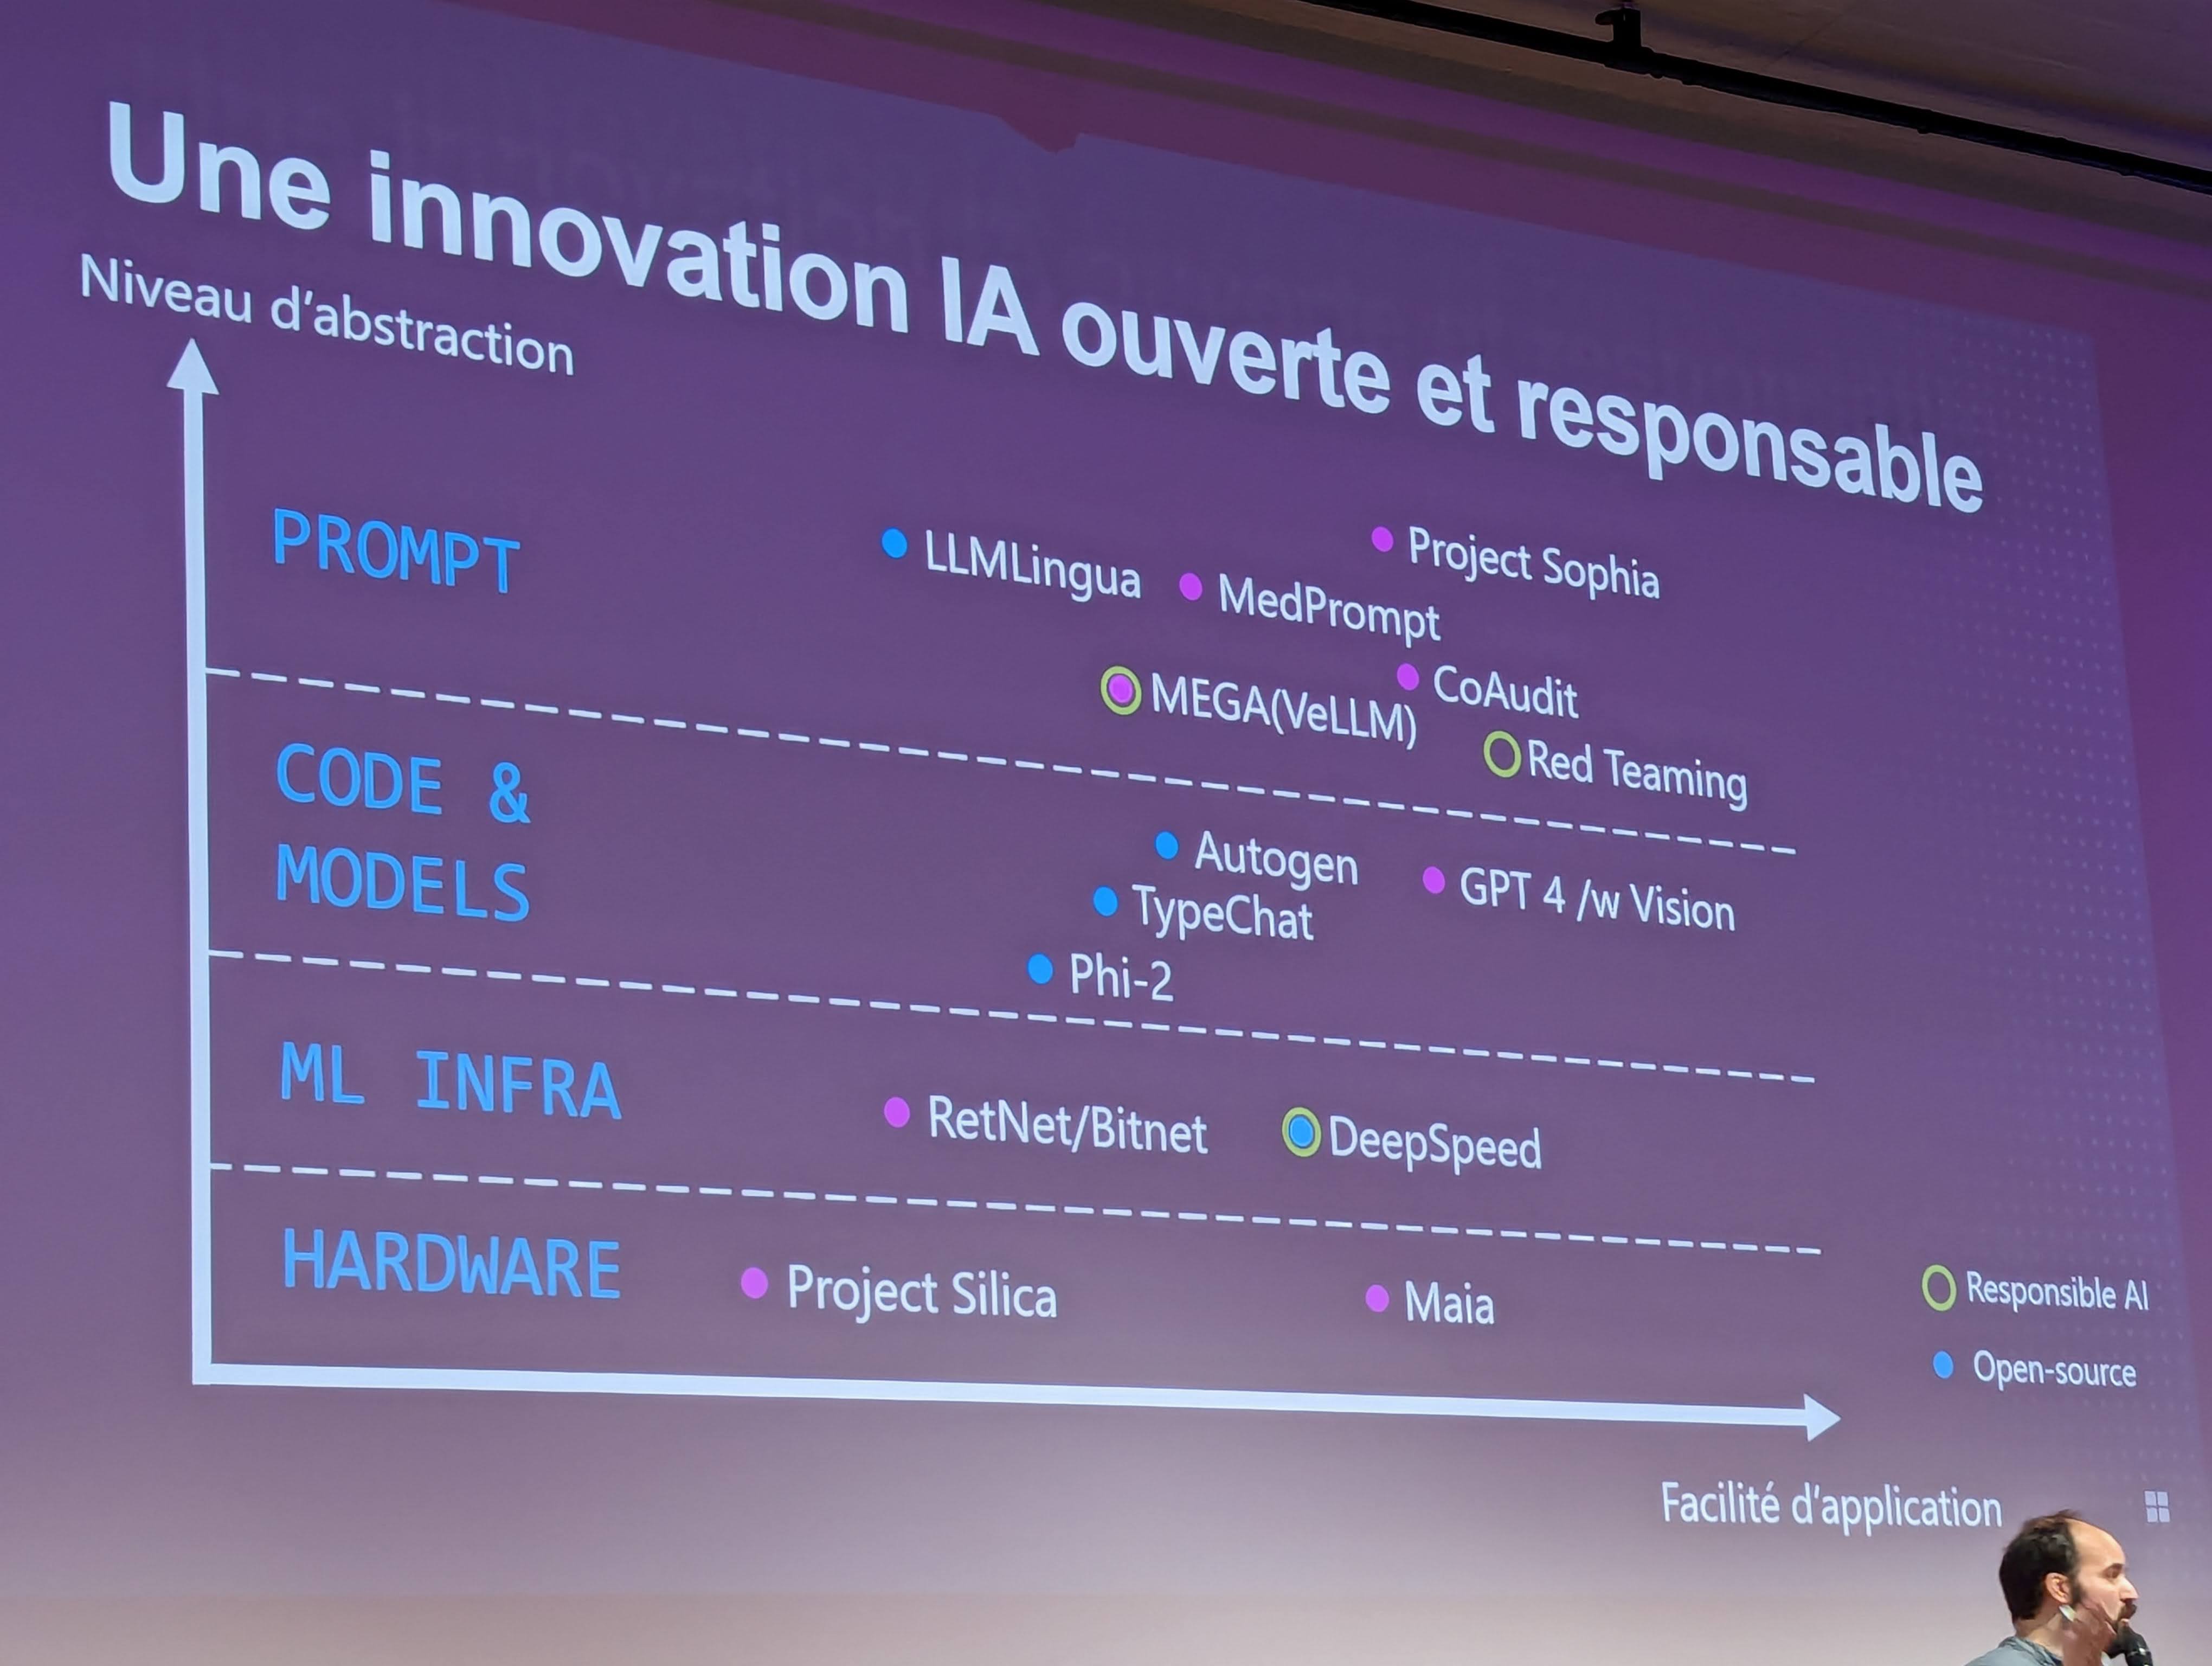 Une innovation IA ouverte et responsable
Niveau d'abstraction
PROMPT
LLMLingua
Project Sophia
MedPrompt
MEGA(VeLLM)
CoAudit
Red Teaming
CODE &
MODELS
Autogen
GPT 4 /w Vision
TypeChat
Phi-2
ML INFRA
RetNet/Bitnet
DeepSpeed
HARDWARE
Project Silica
Maia
Responsible AI
Open-source
Facilité d'application